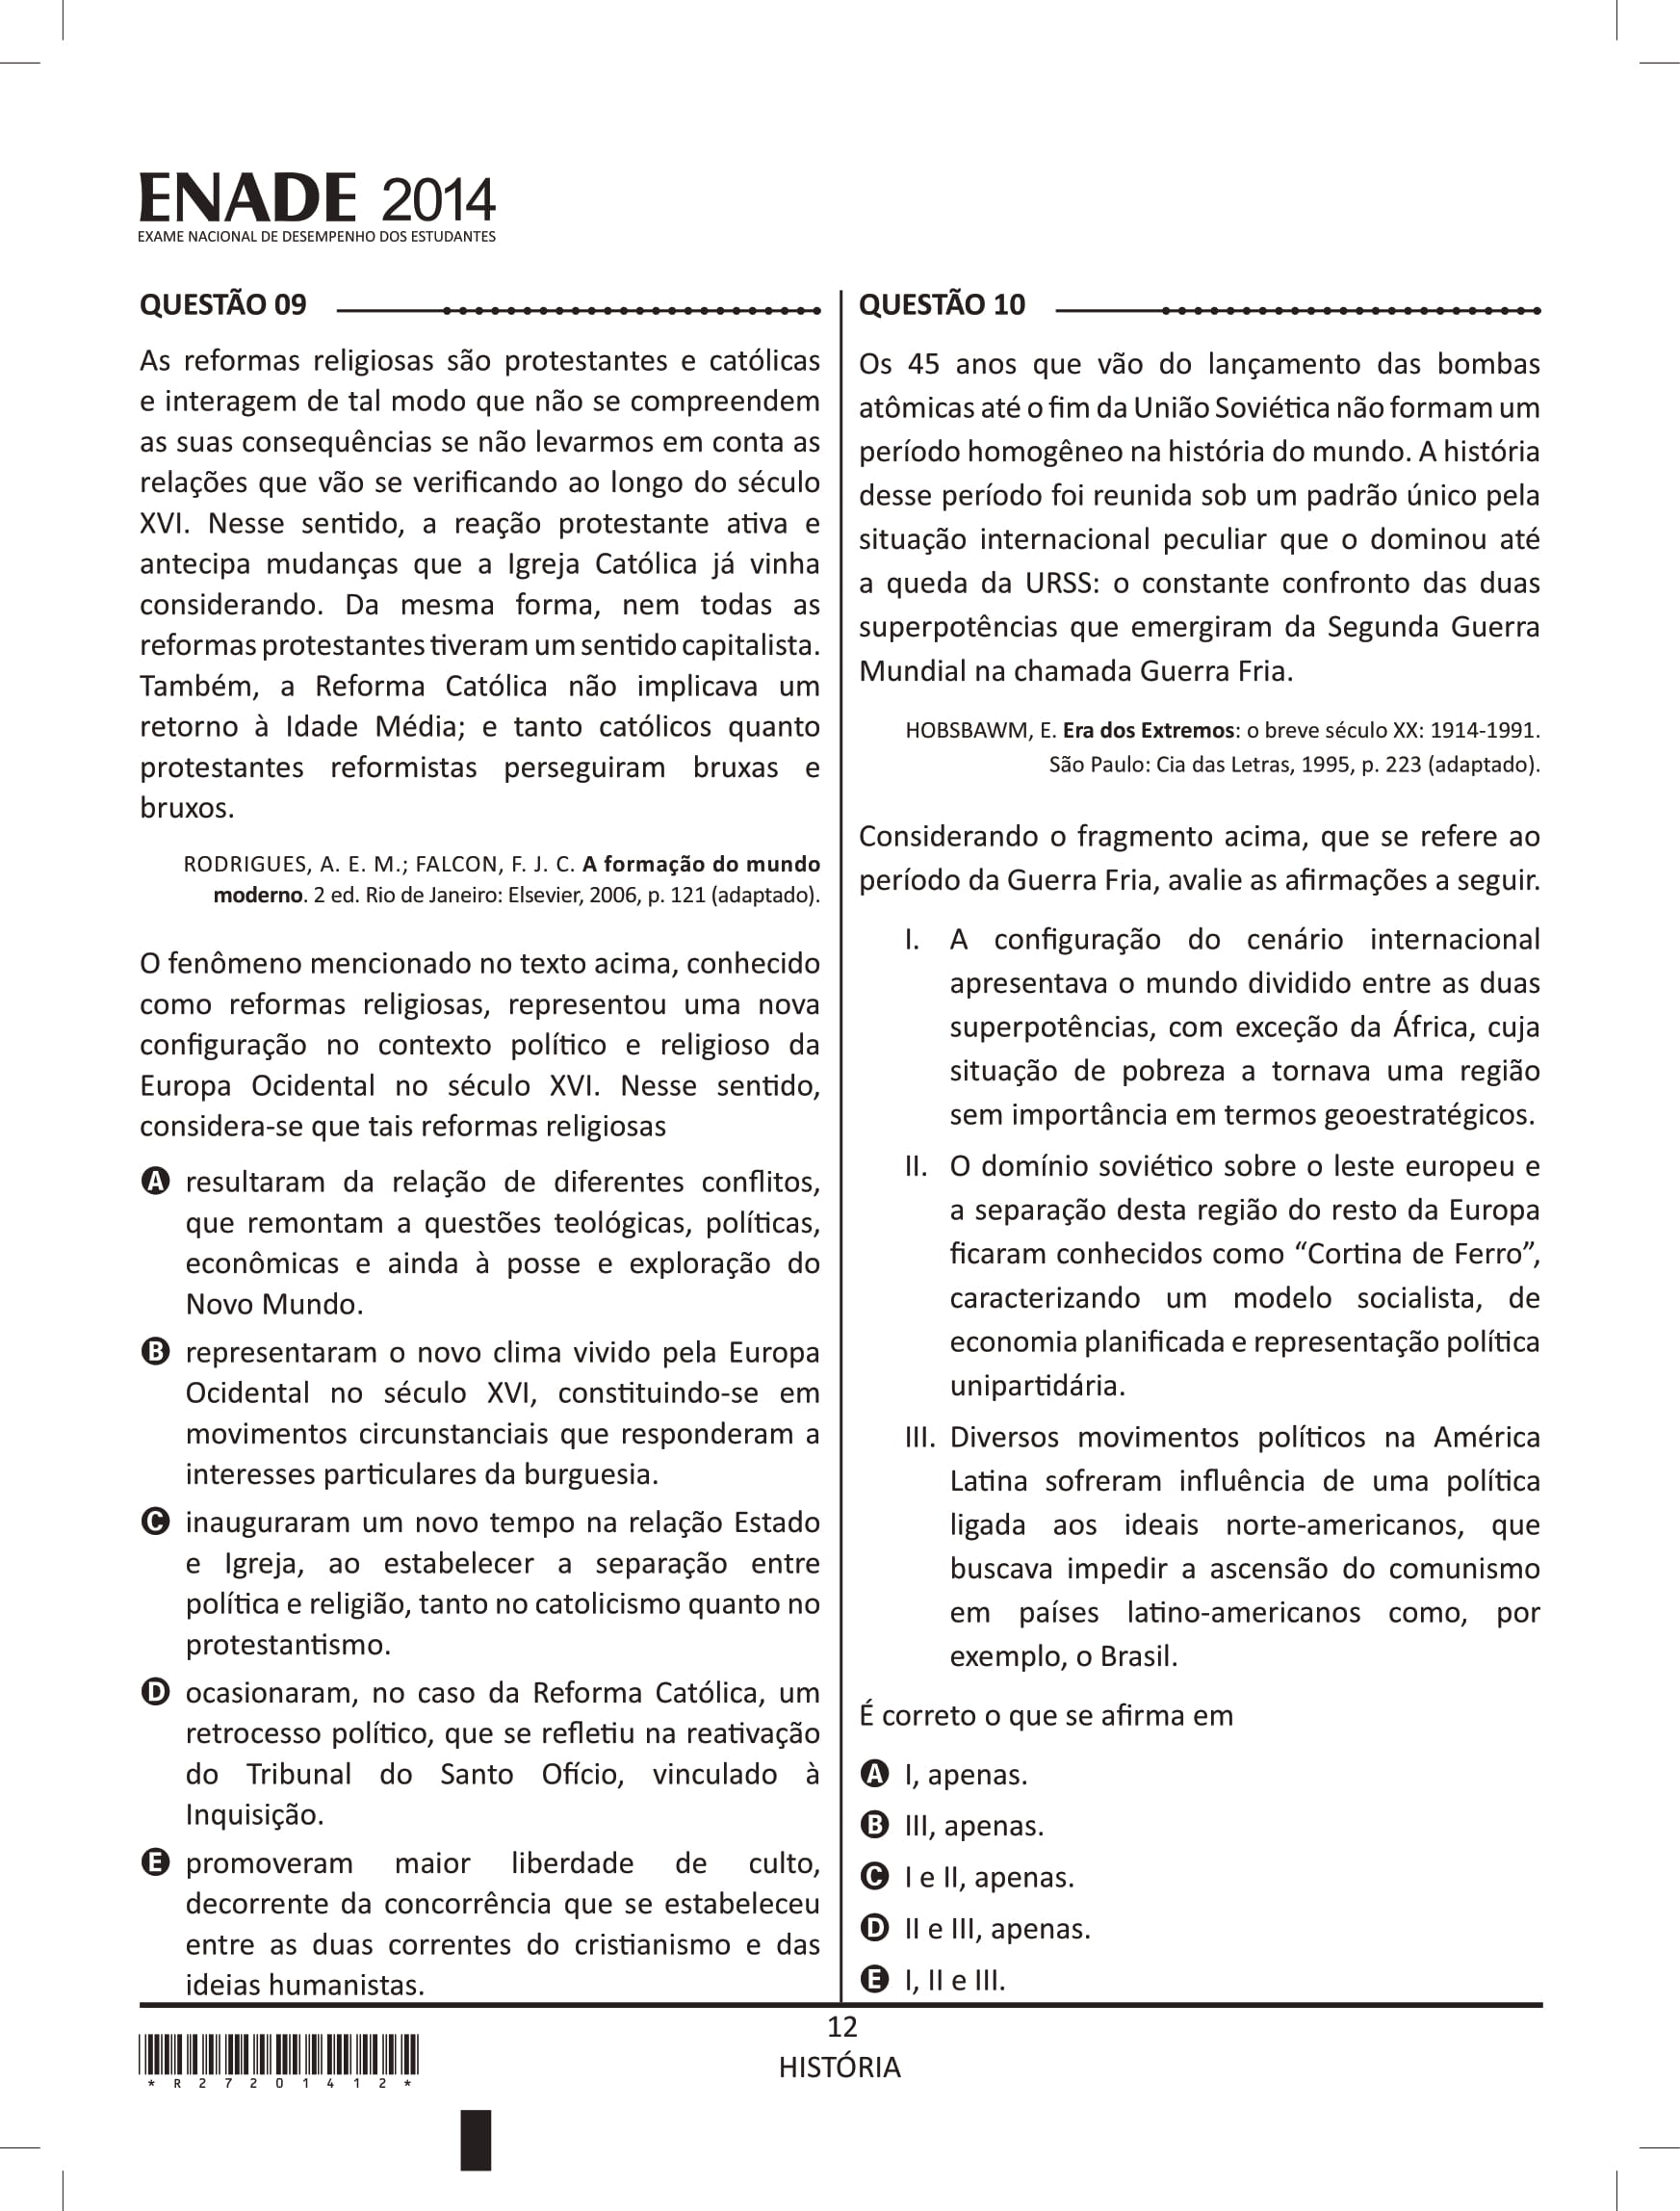 ENADE 2014
EXAME NACIONAL DE DESEMPENHO DOS ESTUDANTES
QUESTÃO 09
As reformas religiosas são protestantes e católicas
e interagem de tal modo que não se compreendem
as suas consequências se não levarmos em conta as
relações que vão se verificando ao longo do século
XVI. Nesse sentido, a reação protestante ativa e
antecipa mudanças que a Igreja Católica já vinha
considerando. Da mesma forma, nem todas as
reformas protestantes tiveram um sentido capitalista.
Também, a Reforma Católica não implicava um
retorno à Idade Média; e tanto católicos quanto
protestantes reformistas perseguiram bruxas e
bruxos.
RODRIGUES, A. E. M.; FALCON, F. J. C. A formação do mundo
moderno. 2 ed. Rio de Janeiro: Elsevier, 2006, p. 121 (adaptado).
O fenômeno mencionado no texto acima, conhecido
como reformas religiosas, representou uma nova
configuração no contexto político e religioso da
Europa Ocidental no século XVI. Nesse sentido,
considera-se que tais reformas religiosas
A resultaram da relação de diferentes conflitos,
que remontam a questões teológicas, políticas,
econômicas e ainda à posse e exploração do
Novo Mundo.
B representaram o novo clima vivido pela Europa
Ocidental no século XVI, constituindo-se em
movimentos circunstanciais que responderam a
interesses particulares da burguesia.
C inauguraram um novo tempo na relação Estado
e Igreja, ao estabelecer a separação entre
política e religião, tanto no catolicismo quanto no
protestantismo.
D ocasionaram, no caso da Reforma Católica, um
retrocesso político, que se refletiu na reativação
do Tribunal do Santo Ofício, vinculado à
Inquisição.
E promoveram maior liberdade de culto,
decorrente da concorrência que se estabeleceu
entre as duas correntes do cristianismo e das
ideias humanistas.
QUESTÃO 10
Os 45 anos que vão do lançamento das bombas
atômicas até o fim da União Soviética não formam um
período homogêneo na história do mundo. A história
desse período foi reunida sob um padrão único pela
situação internacional peculiar que o dominou até
a queda da URSS: o constante confronto das duas
superpotências que emergiram da Segunda Guerra
Mundial na chamada Guerra Fria.
HOBSBAWM, E. Era dos Extremos: o breve século XX: 1914-1991.
São Paulo: Cia das Letras, 1995, p. 223 (adaptado).
Considerando o fragmento acima, que se refere ao
período da Guerra Fria, avalie as afirmações a seguir.
I. A configuração do cenário internacional
apresentava o mundo dividido entre as duas
superpotências, com exceção da África, cuja
situação de pobreza a tornava uma região
sem importância em termos geoestratégicos.
II. O domínio soviético sobre o leste europeu e
a separação desta região do resto da Europa
ficaram conhecidos como “Cortina de Ferro”,
caracterizando um modelo socialista, de
economia planificada e representação política
unipartidária.
III. Diversos movimentos políticos na América
Latina sofreram influência de uma política
ligada aos ideais norte-americanos, que
buscava impedir a ascensão do comunismo
em países latino-americanos como, por
exemplo, o Brasil.
É correto o que se afirma em
A I, apenas.
B III, apenas.
C I e II, apenas.
D II e III, apenas.
E I, II e III.
12
HISTÓRIA
* R 2 7 2 0 1 4 1 2 *